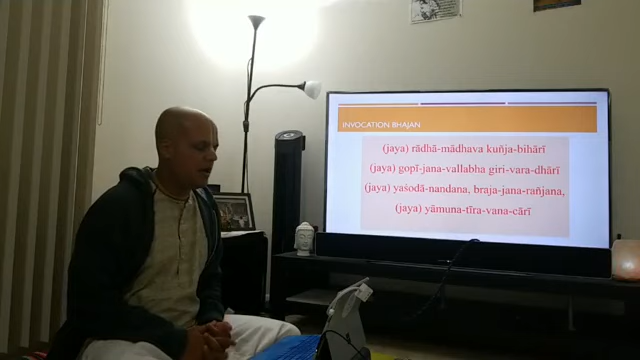 INVOCATION BHAJAN
(jaya) rādhā-mādhava kuñja-bihārī
(jaya) gopī-jana-vallabha giri-vara-dhārī
(jaya) yaśodā-nandana, braja-jana-rañjana,
(jaya) yāmuna-tīra-vana-cārī